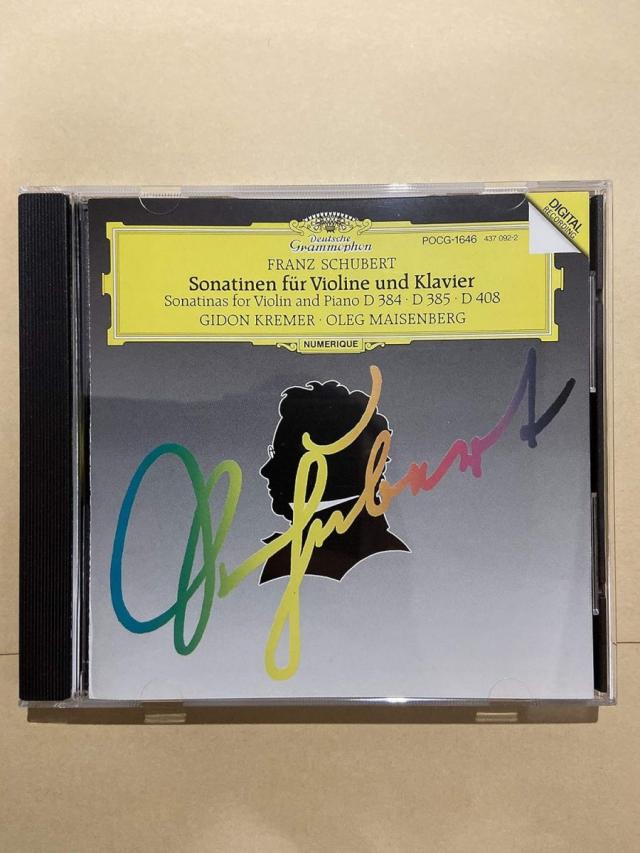 DIGITAL
RECORDING
Deutsche
Grammophon
POCG-1646 437 092-2
FRANZ SCHUBERT
Sonatinen für Violine und Klavier
Sonatinas for Violin and Piano D 384 · D 385 · D 408
GIDON KREMER · OLEG MAISENBERG
NUMERIQUE
Schubert